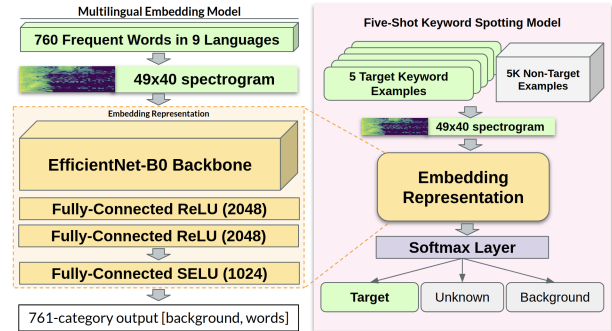 Multilingual Embedding Model
760 Frequent Words in 9 Languages
49x40 spectrogram
Embedding Representation
EfficientNet-B0 Backbone
Fully-Connected ReLU (2048)
Fully-Connected ReLU (2048)
Fully-Connected SELU (1024)
761-category output [background, words]
Five-Shot Keyword Spotting Model
5 Target Keyword
Examples
5K Non-Target
Examples
49x40 spectrogram
Embedding
Representation
Softmax Layer
Target
Unknown
Background